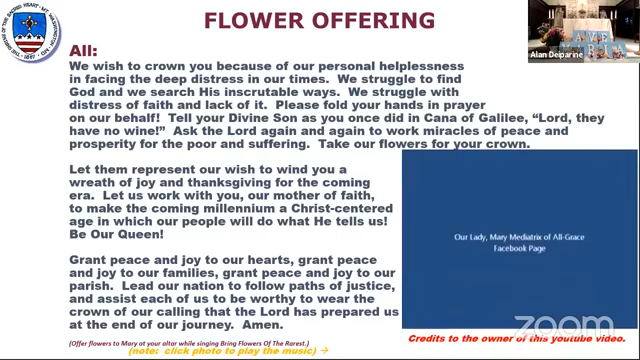 FLOWER OFFERING
All:
We wish to crown you because of our personal helplessness
in facing the deep distress in our times. We struggle to find
God and we search His inscrutable ways. We struggle with
distress of faith and lack of it. Please fold your hands in prayer
on our behalf! Tell your Divine Son as you once did in Cana of Galilee, “Lord, they
have no wine!” Ask the Lord again and again to work miracles of peace and
prosperity for the poor and suffering. Take our flowers for your crown.
Let them represent our wish to wind you a
wreath of joy and thanksgiving for the coming
era. Let us work with you, our mother of faith,
to make the coming millennium a Christ-centered
age in which our people will do what He tells us!
Be Our Queen!
Grant peace and joy to our hearts, grant peace
and joy to our families, grant peace and joy to our
parish. Lead our nation to follow paths of justice,
and assist each of us to be worthy to wear the
crown of our calling that the Lord has prepared us
at the end of our journey. Amen.
(Offer flowers to Mary at your altar while singing Bring Flowers Of The Rarest.)
(note: click photo to play the music) →
Our Lady, Mary Mediatrix of All-Grace
Facebook Page
Credits to the owner of this youtube video.
zoom
Alan Deiparine
AVE